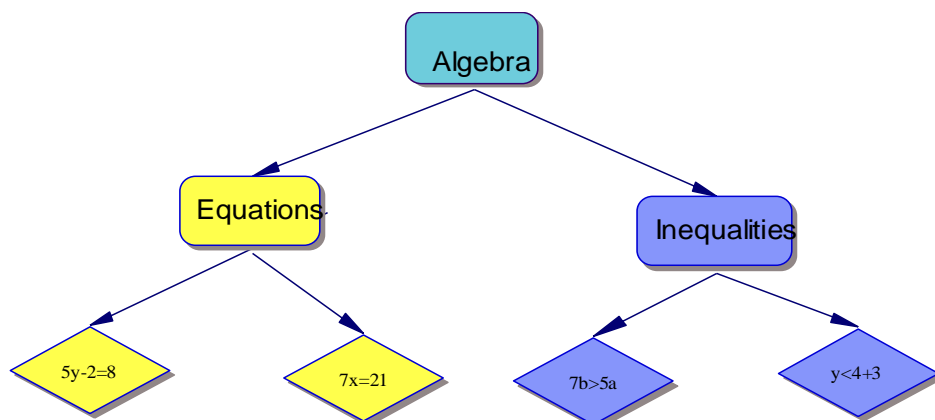 Algebra
Equations
Inequalities
5y-2=8
7x=21
7b>5a
y<4+3